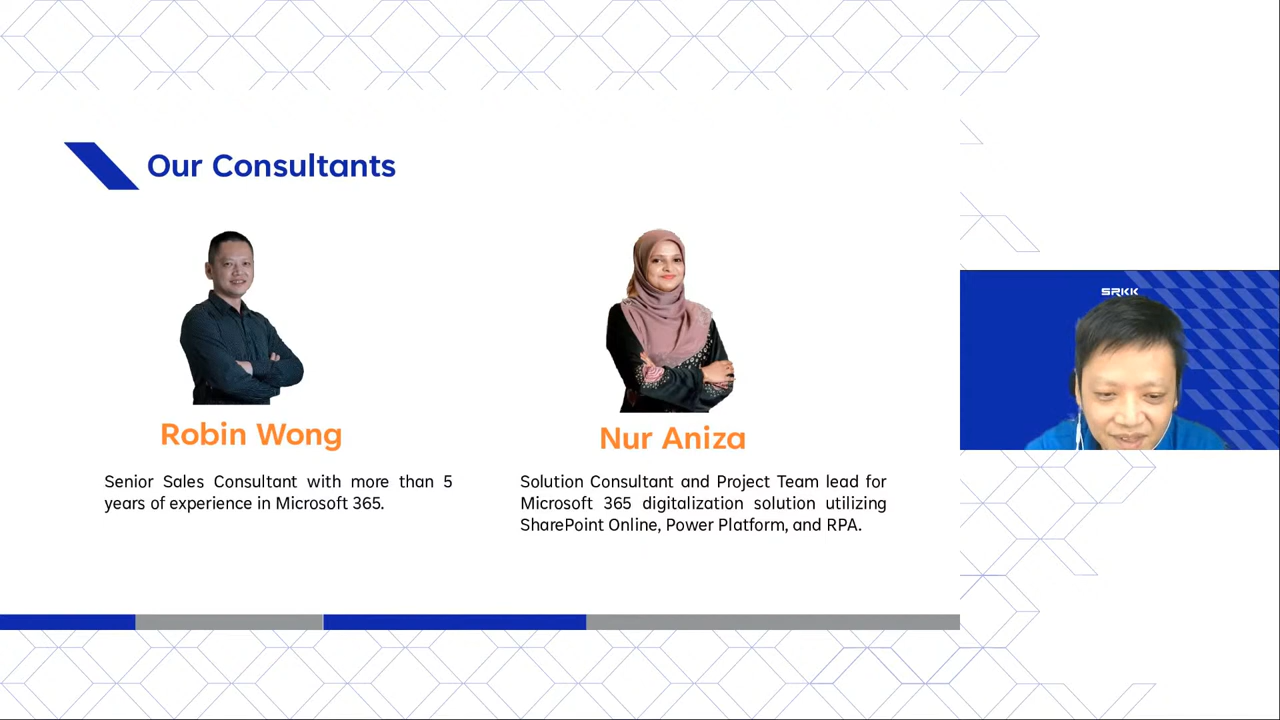 Our Consultants
Robin Wong
Senior Sales Consultant with more than 5
years of experience in Microsoft 365.
Nur Aniza
Solution Consultant and Project Team lead for
Microsoft 365 digitalization solution utilizing
SharePoint Online, Power Platform, and RPA.
SRKK